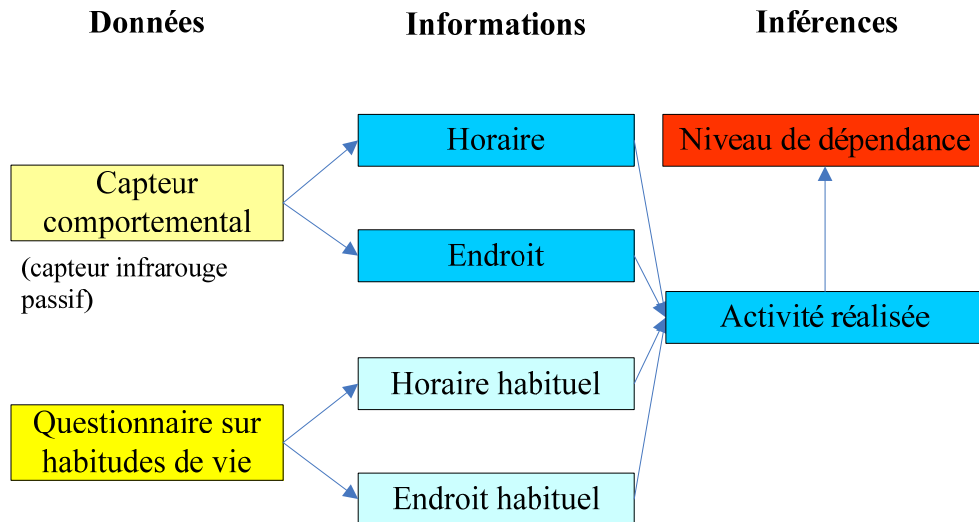 Données
Informations
Inférences
Capteur
comportemental
(capteur infrarouge
passif)
Questionnaire sur
habitudes de vie
Horaire
Endroit
Horaire habituel
Endroit habituel
Niveau de dépendance
Activité réalisée